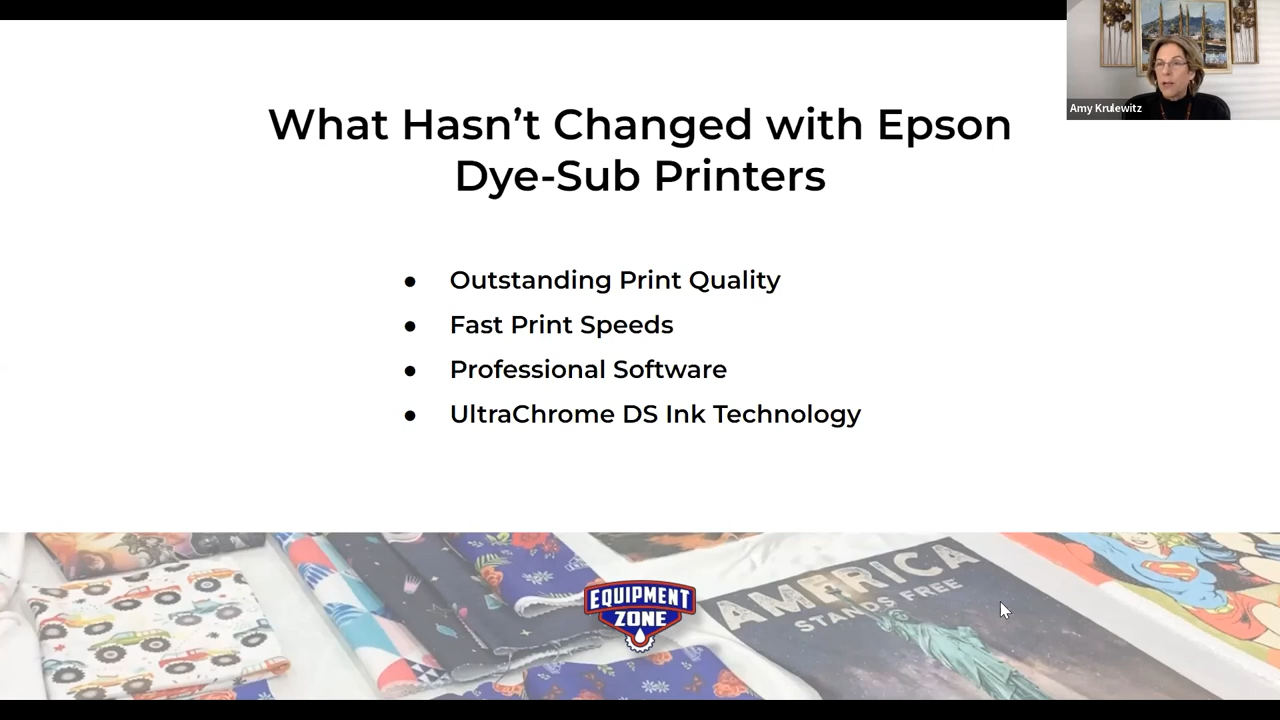 Amy Krulewitz
What Hasn’t Changed with Epson
Dye-Sub Printers
● Outstanding Print Quality
● Fast Print Speeds
● Professional Software
● UltraChrome DS Ink Technology
EQUIPMENT
ZONE
AMERICA
STANDS FREE